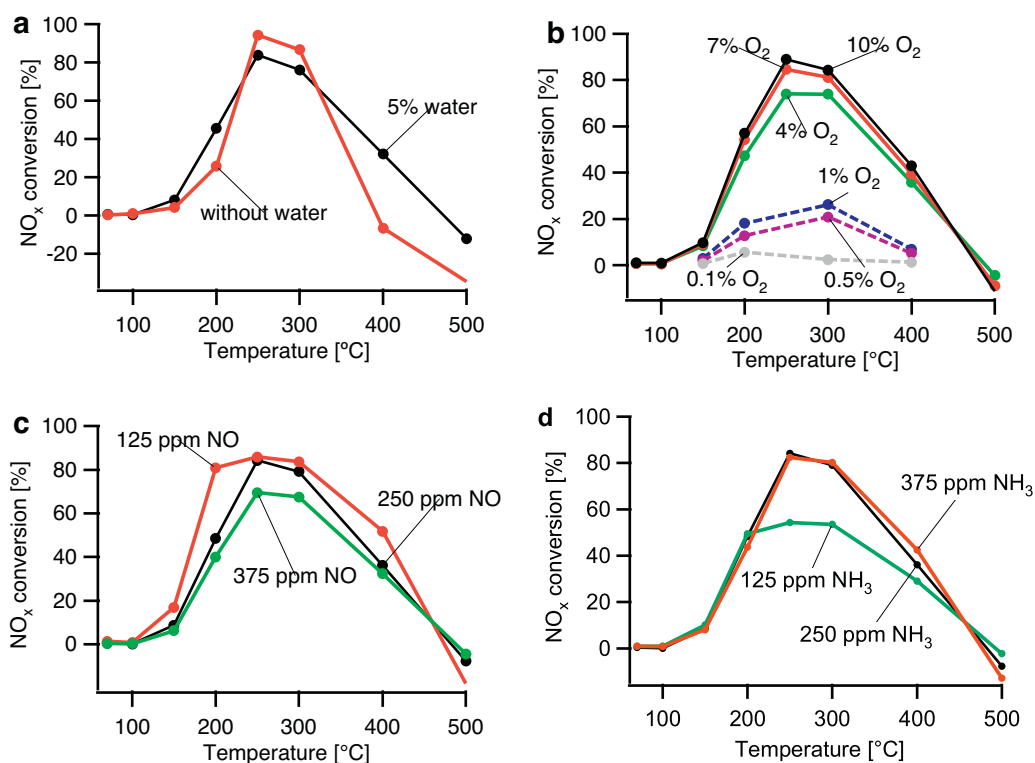 a
100
80
60
40
20
0
-20
NOx conversion [%]
5% water
without water
100
200
300
400
500
Temperature [ºC]
b
100
80
60
40
20
0
NOx conversion [%]
7% O2
10% O2
4% O2
1% O2
0.1% O2
0.5% O2
100
200
300
400
500
Temperature [°C]
c
100
80
60
40
20
0
NOx conversion [%]
125 ppm NO
250 ppm NO
375 ppm NO
100
200
300
400
500
Temperature [°C]
d
100
80
60
40
20
0
NOx conversion [%]
375 ppm NH3
125 ppm NH3
250 ppm NH3
100
200
300
400
500
Temperature [°C]